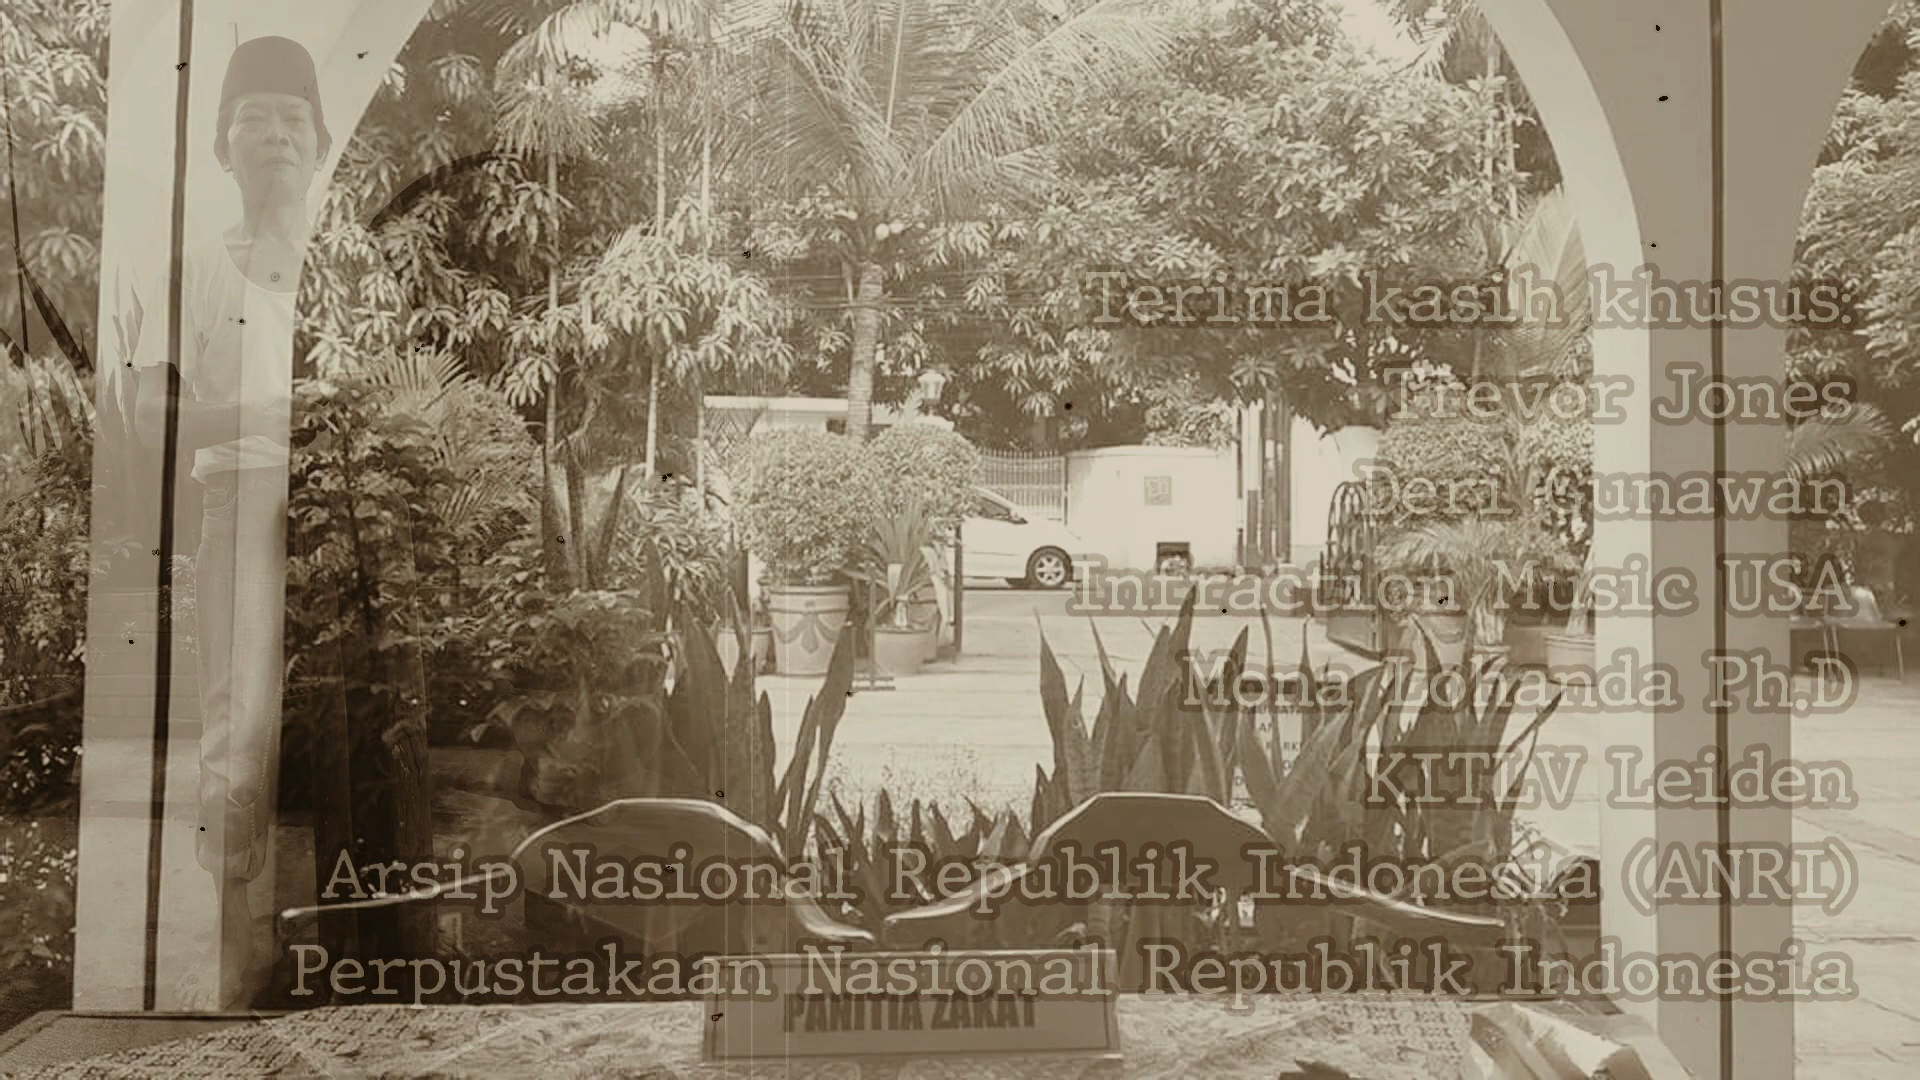 Terima kasih khusus:
Trevor Jones
Deri Gunawan
Infraction Music USA
Mona Lohanda Ph.D
KITLV Leiden
Arsip Nasional Republik Indonesia (ANRI)
Perpustakaan Nasional Republik Indonesia
PANITIA ZAKAT